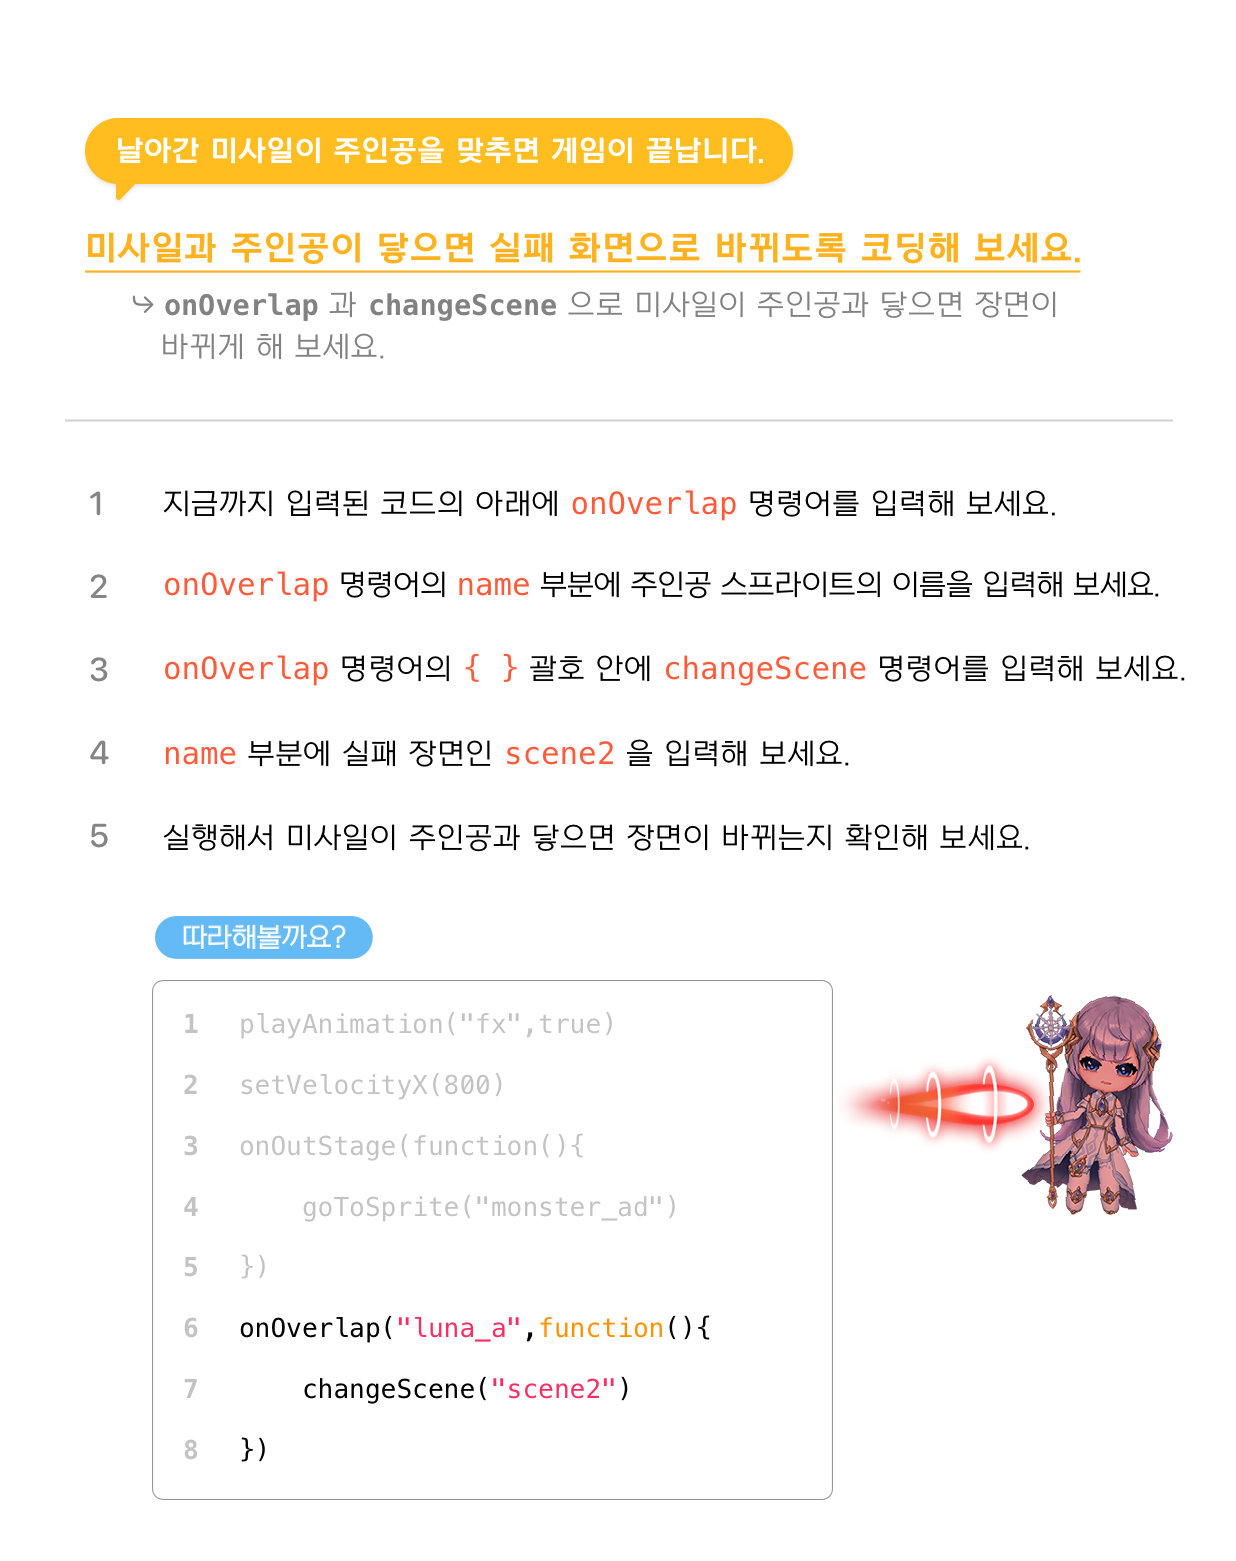 날아간 미사일이 주인공을 맞추면 게임이 끝납니다.
미사일과 주인공이 닿으면 실패 화면으로 바뀌도록 코딩해 보세요.
↪ onOverlap 과 changeScene 으로 미사일이 주인공과 닿으면 장면이
바뀌게 해 보세요.
1 지금까지 입력된 코드의 아래에 onOverlap 명령어를 입력해 보세요.
2 onOverlap 명령어의 name 부분에 주인공 스프라이트의 이름을 입력해 보세요.
3 onOverlap 명령어의 { } 괄호 안에 changeScene 명령어를 입력해 보세요.
4 name 부분에 실패 장면인 scene2 을 입력해 보세요.
5 실행해서 미사일이 주인공과 닿으면 장면이 바뀌는지 확인해 보세요.
따라해볼까요?
1 playAnimation("fx",true)
2 setVelocityX(800)
3 onOutStage(function(){
4     goToSprite("monster_ad")
5 })
6 onOverlap("luna_a",function(){
7     changeScene("scene2")
8 })